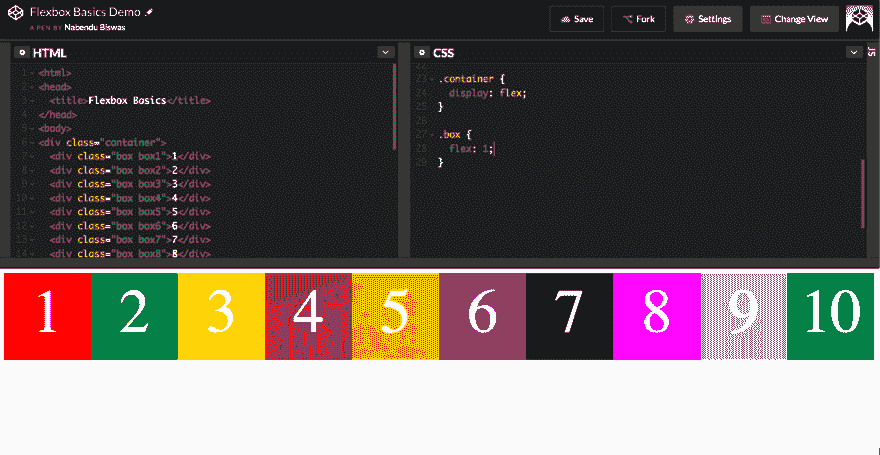 Flexbox Basics Demo
A PEN BY Nabendu Biswas
Save
Fork
Settings
Change View
HTML
CSS
JS
1 <html>
2 <head>
3 <title>Flexbox Basics</title>
4 </head>
5 <body>
6 <div class="container">
7 <div class="box box1">1</div>
8 <div class="box box2">2</div>
9 <div class="box box3">3</div>
10 <div class="box box4">4</div>
11 <div class="box box5">5</div>
12 <div class="box box6">6</div>
13 <div class="box box7">7</div>
14 <div class="box box8">8</div>
22
23 .container {
24 display: flex;
25 }
26
27 .box {
28 flex: 1;
29 }
1 2 3 4 5 6 7 8 9 10